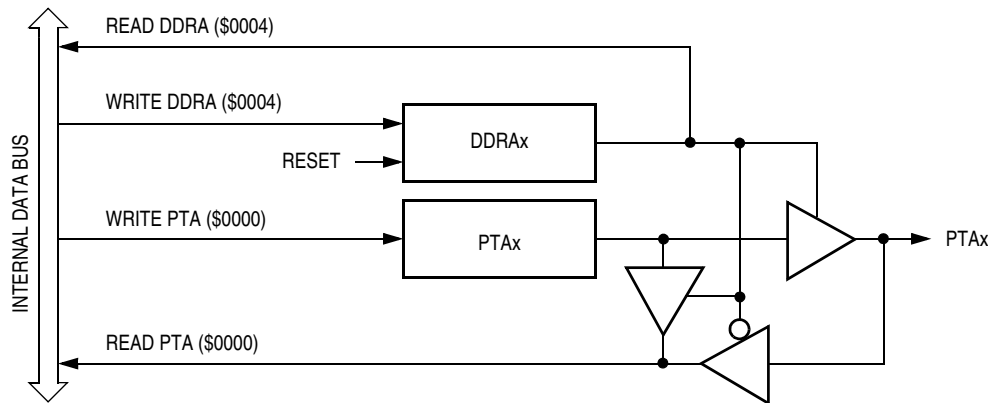 READ DDRA ($0004)
WRITE DDRA ($0004)
DDRAx
RESET
WRITE PTA ($0000)
PTAx
PTAx
READ PTA ($0000)
INTERNAL DATA BUS